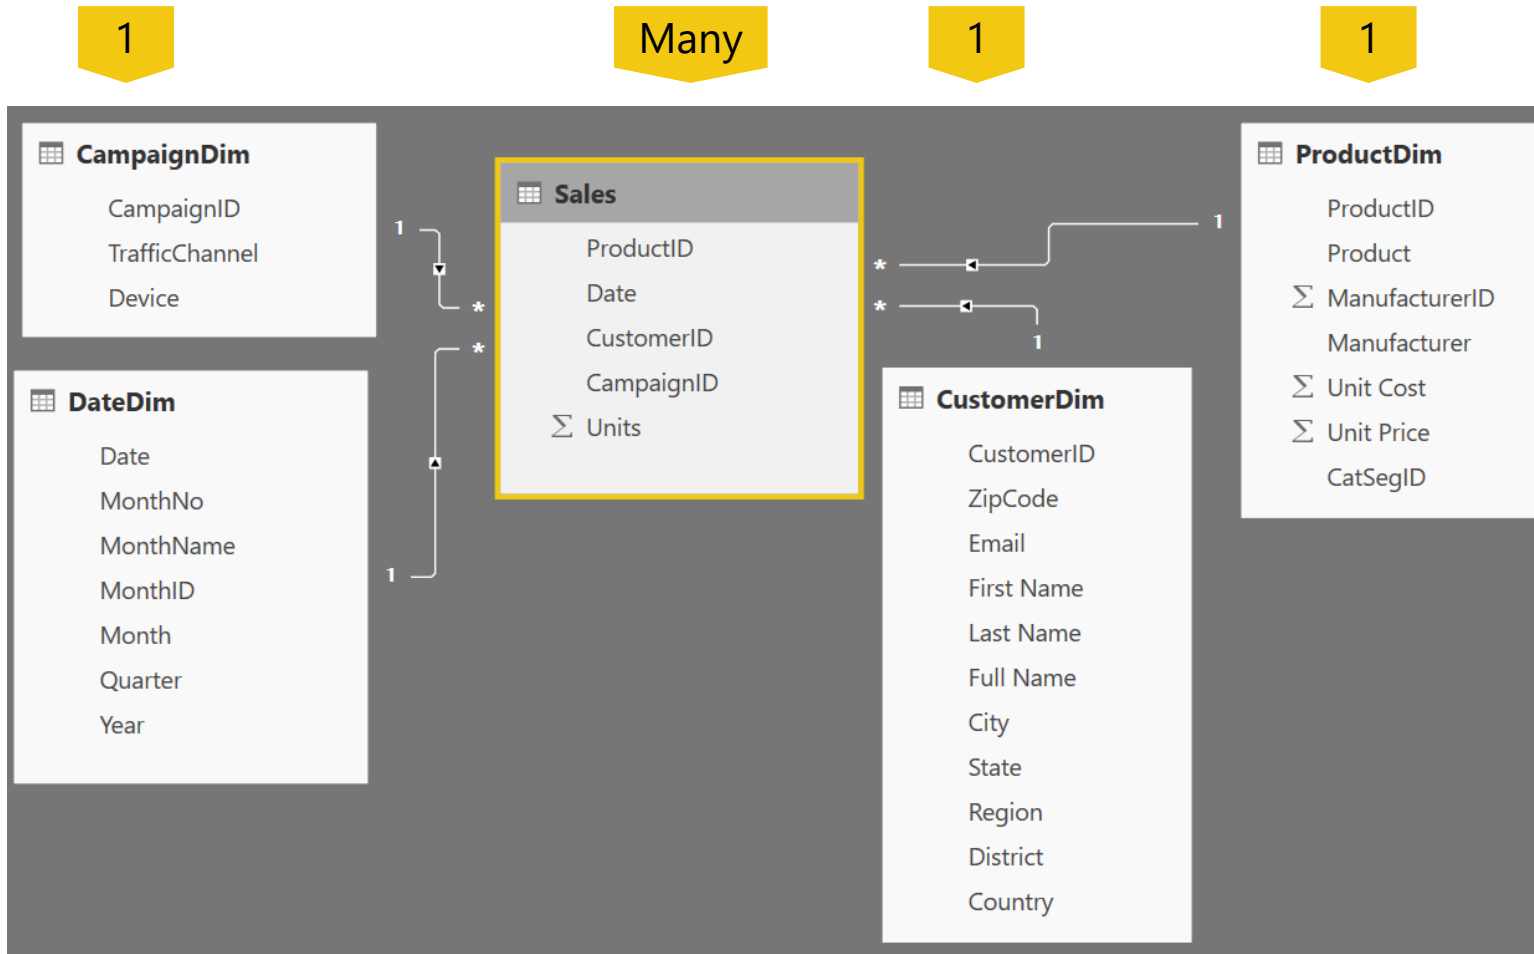 1
Many
1
1
CampaignDim
CampaignID
TrafficChannel
Device
DateDim
Date
MonthNo
MonthName
MonthID
Month
Quarter
Year
1
*
*
1
Sales
ProductID
Date
CustomerID
CampaignID
Σ Units
*
1
*
1
CustomerDim
CustomerID
ZipCode
Email
First Name
Last Name
Full Name
City
State
Region
District
Country
ProductDim
ProductID
Product
Σ ManufacturerID
Manufacturer
Σ Unit Cost
Σ Unit Price
CatSegID